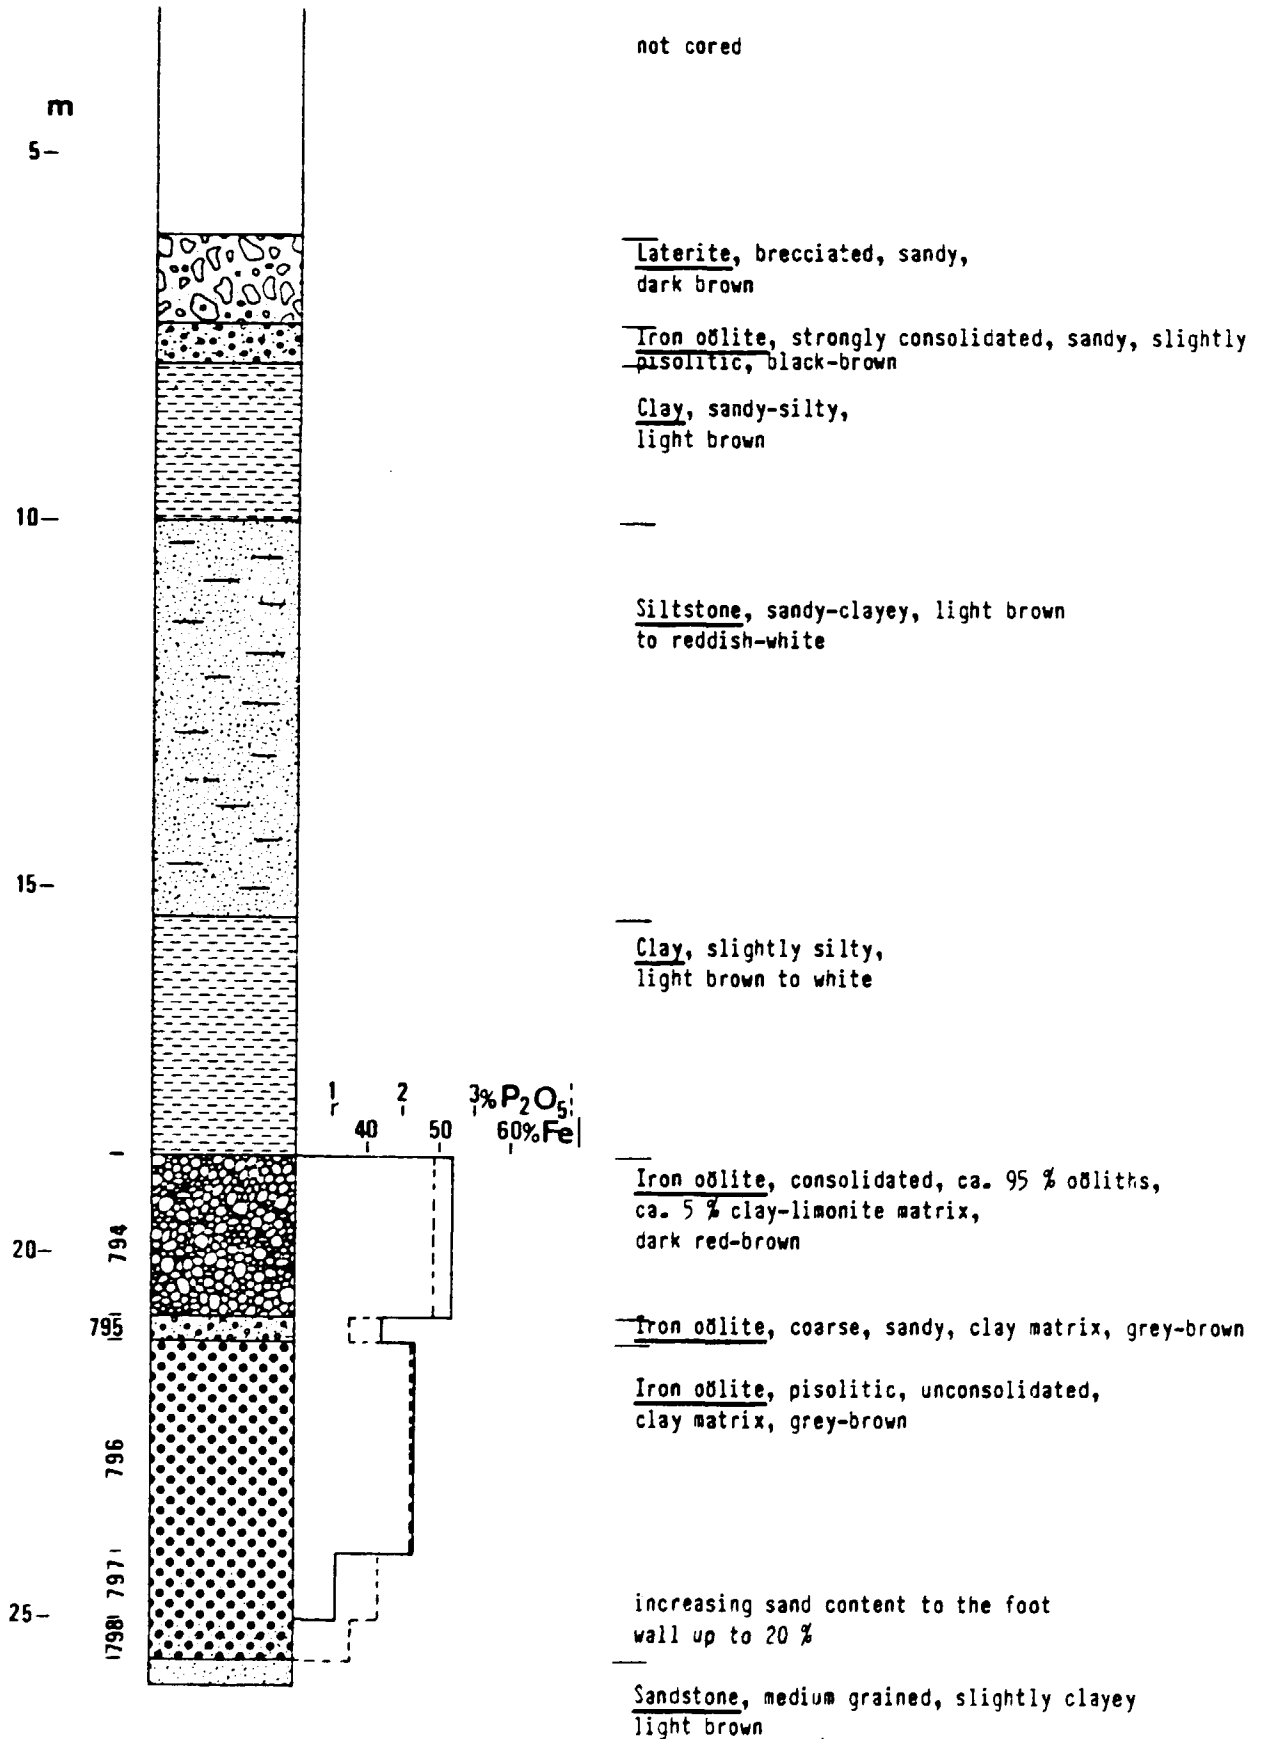 not cored
m
5–
Laterite, brecciated, sandy,
dark brown
Iron oölite, strongly consolidated, sandy, slightly
pisolitic, black-brown
Clay, sandy-silty,
light brown
10–
Siltstone, sandy-clayey, light brown
to reddish-white
15–
Clay, slightly silty,
light brown to white
1 2 3% P₂O₅
40 50 60% Fe
Iron oölite, consolidated, ca. 95 % oöliths,
ca. 5 % clay-limonite matrix,
dark red-brown
20–
794
795
Iron oölite, coarse, sandy, clay matrix, grey-brown
Iron oölite, pisolitic, unconsolidated,
clay matrix, grey-brown
796
797
25–
798
increasing sand content to the foot
wall up to 20 %
Sandstone, medium grained, slightly clayey
light brown